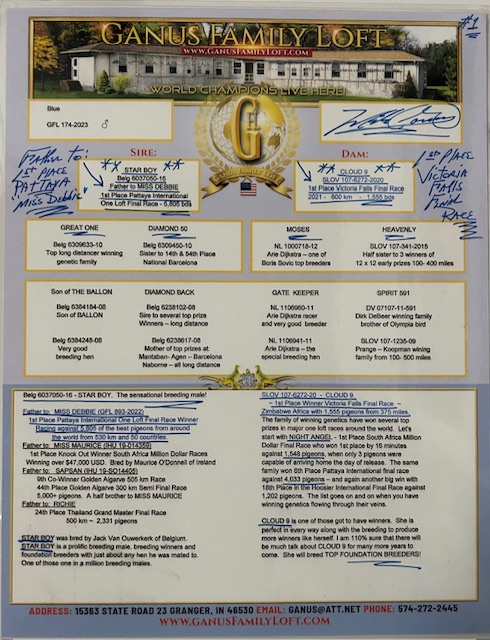 #1
GANUS FAMILY LOFT
WWW.GANUSFAMILYLOFT.COM
WORLD CHAMPIONS LIVE HERE!
Blue
GFL 174-2023 ♂
G
SIRE:
** STAR BOY **
Belg 6037050-16
Father to MISS DEBBIE
1st Place Pattaya International
One Loft Final Race - 5,805 bds
DAM:
** CLOUD 9 **
SLOV 107-6272-2020
1st Place Victoria Falls Final Race
2021 - 600 km - 1,555 bds
Father to:
1st PLACE
PATTAYA
"Miss Debbie"
1st PLACE
VICTORIA
FALLS
Final
RACE
GREAT ONE
Belg 6309633-10
Top long distancer winning
genetic family
DIAMOND 50
Belg 6309450-10
Sister to 14th & 54th Place
National Barcelona
MOSES
NL 1000718-12
Arie Dijkstra - one of
Boris Sovic top breeders
HEAVENLY
SLOV 107-341-2015
Half sister to 3 winners of
12 x 12 early prizes 100- 400 miles
Son of THE BALLON
Belg 6384184-08
Son of BALLON
Belg 6384248-08
Very good
breeding hen
DIAMOND BACK
Belg 6238102-08
Sire to several top prize
Winners – long distance
Belg 6238617-08
Mother of top prizes at:
Mantaban- Agen – Barcelona
Naborne – all long distance
GATE KEEPER
NL 1106960-11
Arie Dijkstra racer
and very good breeder
NL 1106941-11
Arie Dijkstra – the
special breeding hen
SPIRIT 591
DV 07107-11-591
Dirk DeBeer winning family
brother of Olympia bird
SLOV 107-1235-09
Prange – Koopman wining
family from 100- 500 miles
Belg 6037050-16 - STAR BOY. The sensational breeding male!
Father to: MISS DEBBIE (GFL 693-2022)
1st Place Pattaya International One Loft Final Race Winner
Racing against 5,805 of the best pigeons from around
the world from 530 km and 50 countries.
Father to: MISS MAURICE (IHU 19-O14359)
1st Place Knock Out Winner South Africa Million Dollar Races
Winning over $47,000 USD. Bred by Maurice O'Donnell of Ireland
Father to: SAPSAN (IHU 19-SO14405)
9th Co-Winner Golden Algarve 505 km Race
44th Place Golden Algarve 300 km Semi Final Race
5,000+ pigeons. A half brother to MISS MAURICE
Father to: RICHIE
24th Place Thailand Grand Master Final Race
500 km ~ 2,331 pigeons
STAR BOY was bred by Jack Van Ouwerkerk of Belgium.
STAR BOY is a prolific breeding male, breeding winners and
foundation breeders with just about any hen he was mated to.
One of those one in a million breeding males.
SLOV 107-6272-20 - CLOUD 9
– 1st Place Winner Victoria Falls Final Race –
Zimbabwe Africa with 1,555 pigeons from 375 miles.
The family of winning genetics have won several top
prizes in major one loft races around the world. Let's
start with NIGHT ANGEL - 1st Place South Africa Million
Dollar Final Race who won 1st place by 16 minutes
against 1,548 pigeons, when only 3 pigeons were
capable of arriving home the day of release. The same
family won 6th Place Pattaya International final race
against 4,033 pigeons – and again another big win with
18th Place in the Hoosier International Final Race against
1,202 pigeons. The list goes on and on when you have
winning genetics flowing through their veins.
CLOUD 9 is one of those got to have winners. She is
perfect in every way along with the breeding to produce
more winners like herself. I am 110% sure that there will
be much talk about CLOUD 9 for many more years to
come. She will breed TOP FOUNDATION BREEDERS!
ADDRESS: 15363 STATE ROAD 23 GRANGER, IN 46530 EMAIL: GANUS@ATT.NET PHONE: 574-272-2445
WWW.GANUSFAMILYLOFT.COM